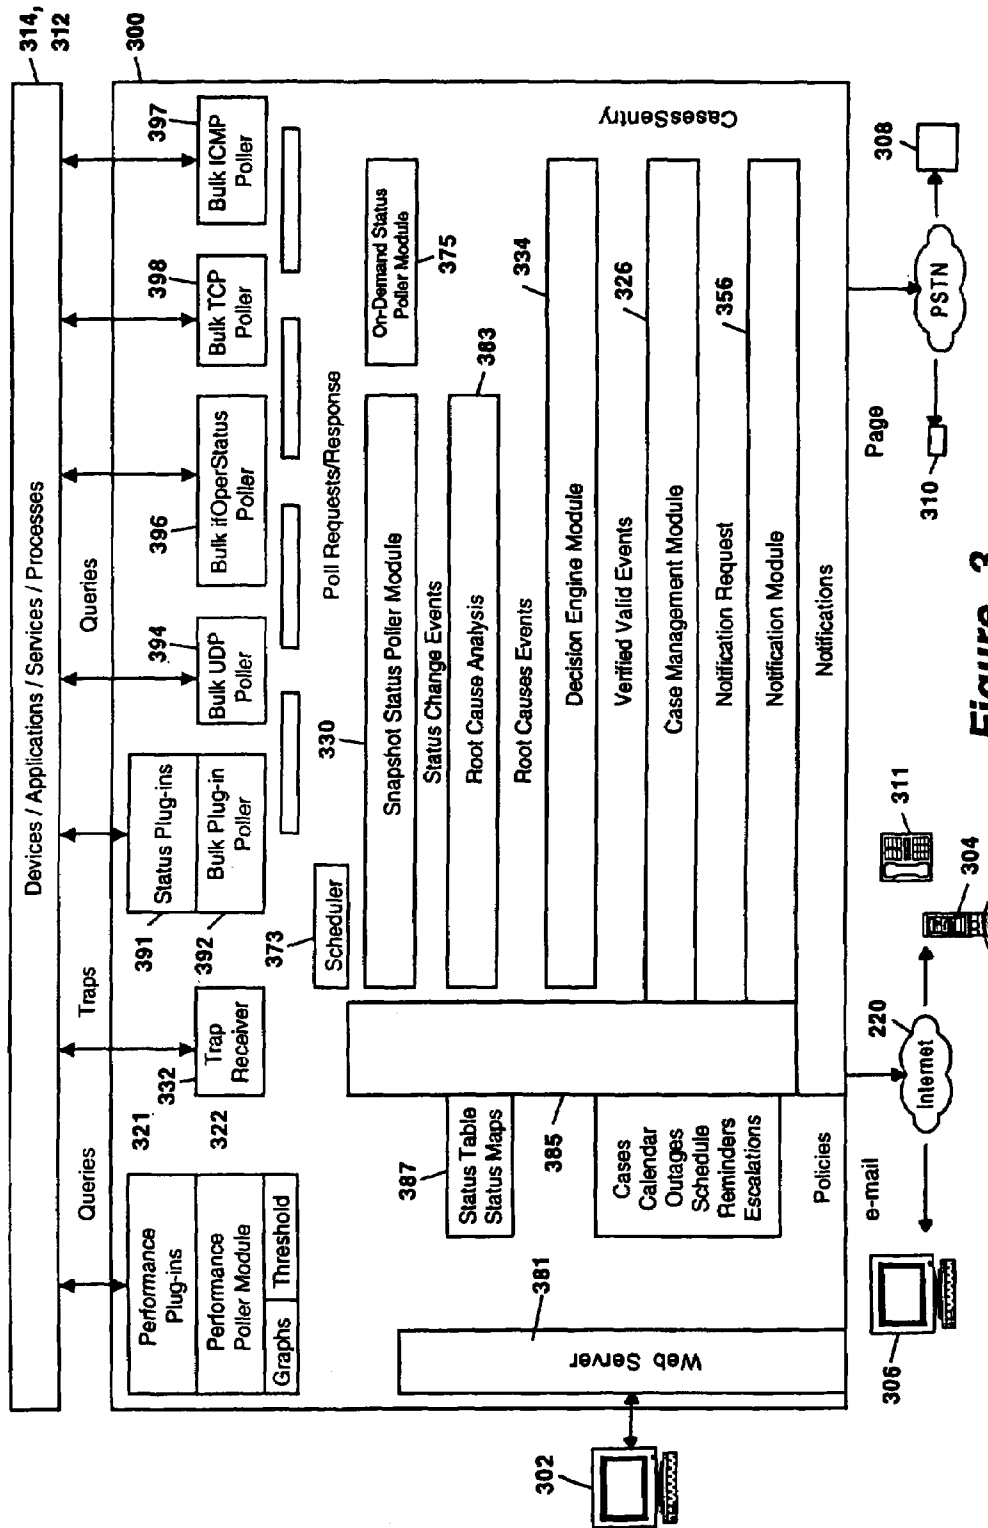 314,
312
Devices / Applications / Services / Processes
Queries
Traps
Queries
300
Performance
Plug-ins
321
Performance
Poller Module
322
Graphs
Threshold
332
Trap
Receiver
391
Status Plug-ins
392
Bulk Plug-in
Poller
394
Bulk UDP
Poller
396
Bulk ifOperStatus
Poller
398
Bulk TCP
Poller
397
Bulk ICMP
Poller
373
Scheduler
Poll Requests/Response
330
Snapshot Status Poller Module
On-Demand Status
Poller Module
375
Status Change Events
387
Status Table
Status Maps
Root Cause Analysis
383
Root Causes Events
385
Decision Engine Module
334
Verified Valid Events
Cases
Calendar
Outages
Schedule
Reminders
Escalations
Case Management Module
326
Notification Request
Notification Module
356
Policies
Notifications
CasesSentry
381
Web Server
302
e-mail
306
Internet
220
304
311
Page
310
PSTN
308